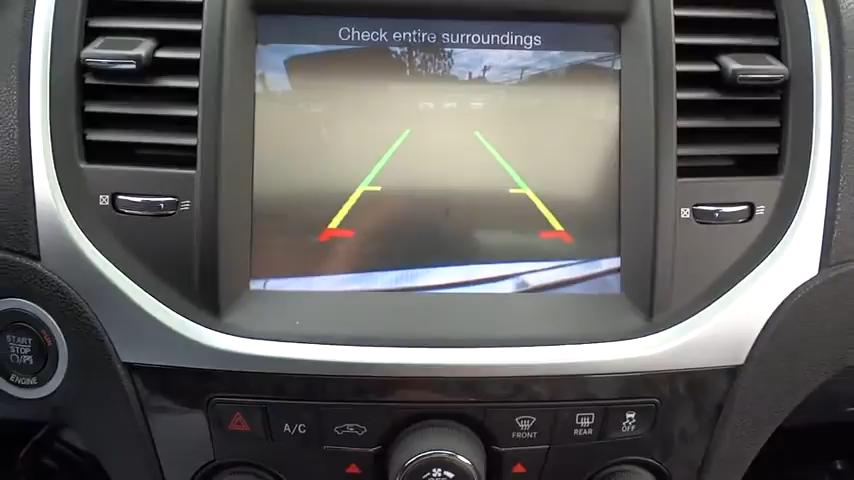 Check entire surroundings
START
STOP
ENGINE
A/C
FRONT
REAR
OFF